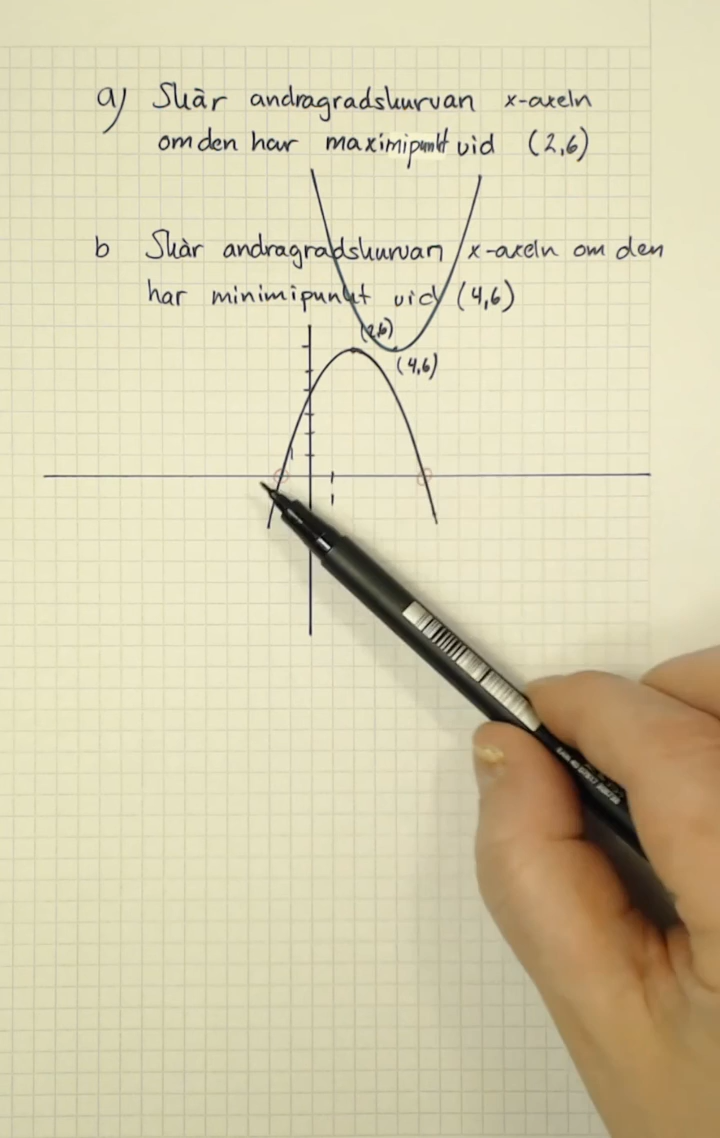 a) Skär andragradskurvan x-axeln
om den har maximipunkt vid (2,6)
b Skär andragradskurvan x-axeln om den
har minimipunkt vid (4,6)
(2,6)
(4,6)